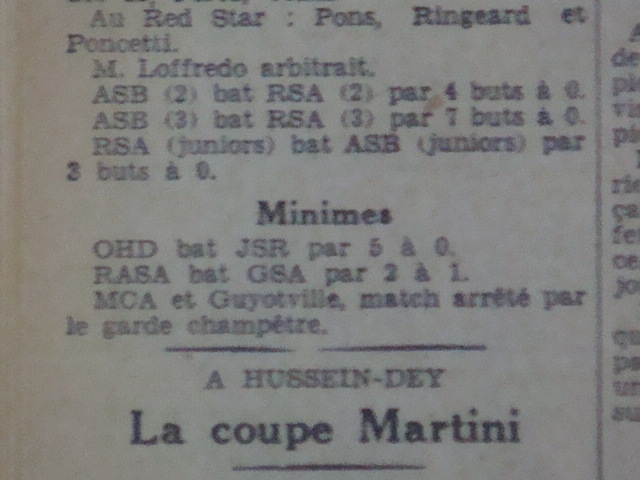 Au Red Star : Pons, Ringeard et
Poncetti.
M. Loffredo arbitrait.
ASB (2) bat RSA (2) par 4 buts à 0.
ASB (3) bat RSA (3) par 7 buts à 0.
RSA (juniors) bat ASB (juniors) par
3 buts à 0.
Minimes
OHD bat JSR par 5 à 0.
RASA bat GSA par 2 à 1.
MCA et Guyotville, match arrêté par
le garde champêtre.
A HUSSEIN-DEY
La coupe Martini